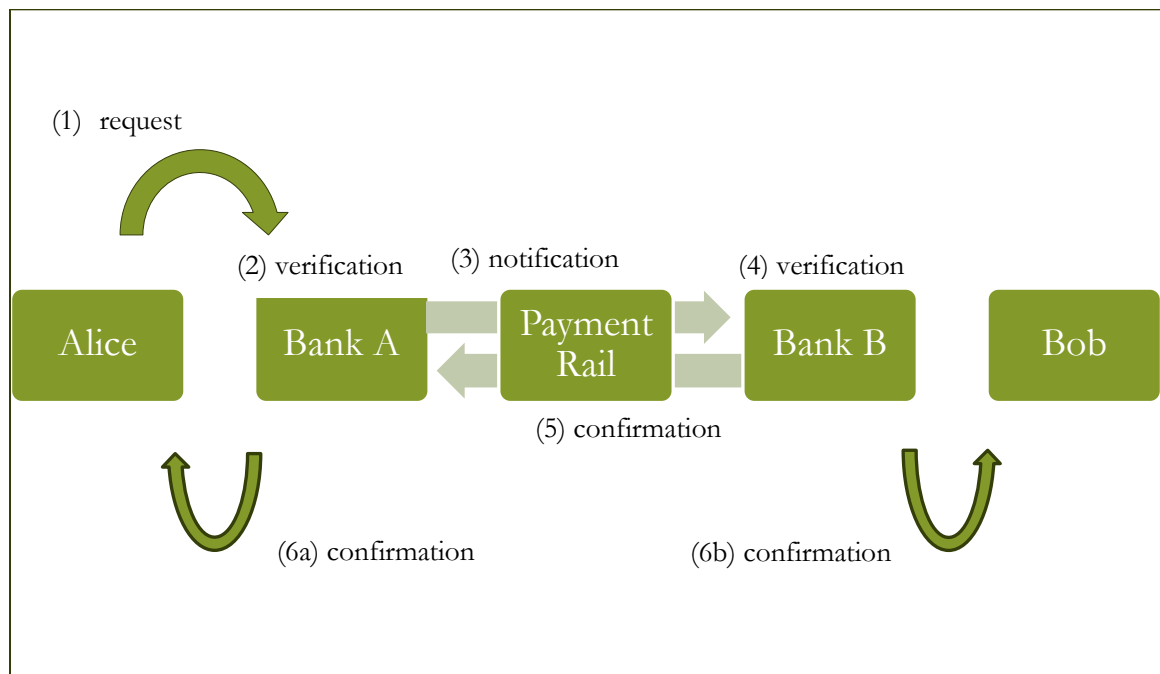 (1) request
(2) verification
(3) notification
(4) verification
Alice
Bank A
Payment
Rail
Bank B
Bob
(5) confirmation
(6a) confirmation
(6b) confirmation